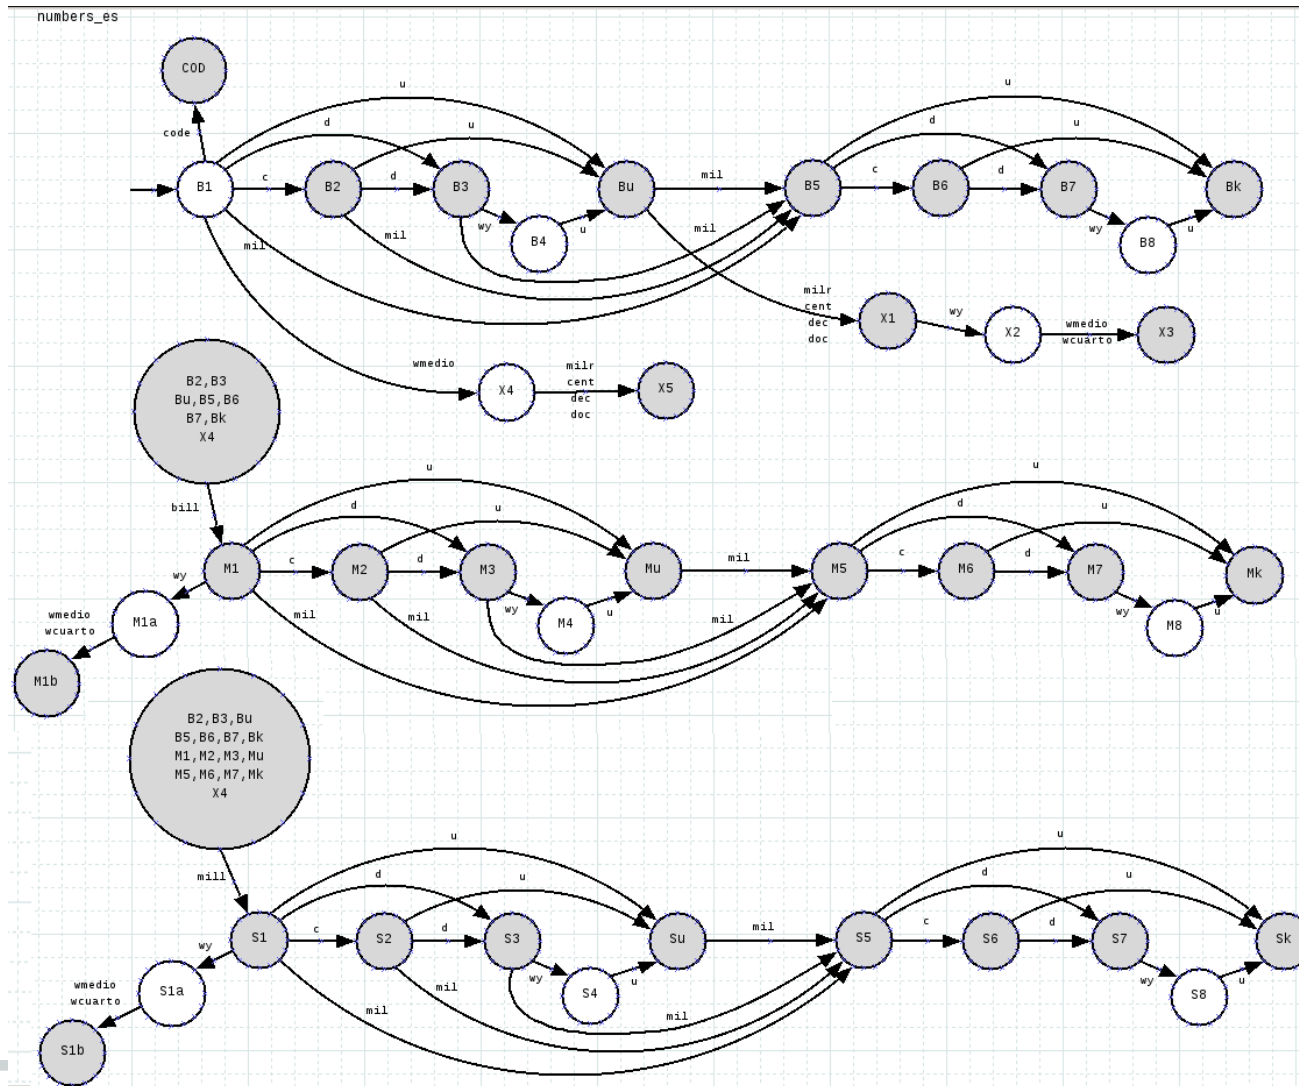 numbers_es
COD
code
u
d
u
B1
c
B2
d
B3
wy
B4
u
Bu
mil
B5
u
d
u
c
B6
d
B7
wy
B8
u
Bk
mil
mil
mil
milr
cent
dec
doc
X1
wy
X2
wmedio
wcuarto
X3
wmedio
X4
milr
cent
dec
doc
X5
B2,B3
Bu,B5,B6
B7,Bk
X4
bill
u
d
u
M1
c
M2
d
M3
wy
M4
u
Mu
mil
M5
u
d
u
c
M6
d
M7
wy
M8
u
Mk
mil
mil
mil
wy
M1a
wmedio
wcuarto
M1b
B2,B3,Bu
B5,B6,B7,Bk
M1,M2,M3,Mu
M5,M6,M7,Mk
X4
mill
u
d
u
S1
c
S2
d
S3
wy
S4
u
Su
mil
S5
u
d
u
c
S6
d
S7
wy
S8
u
Sk
mil
mil
mil
wy
S1a
wmedio
wcuarto
S1b